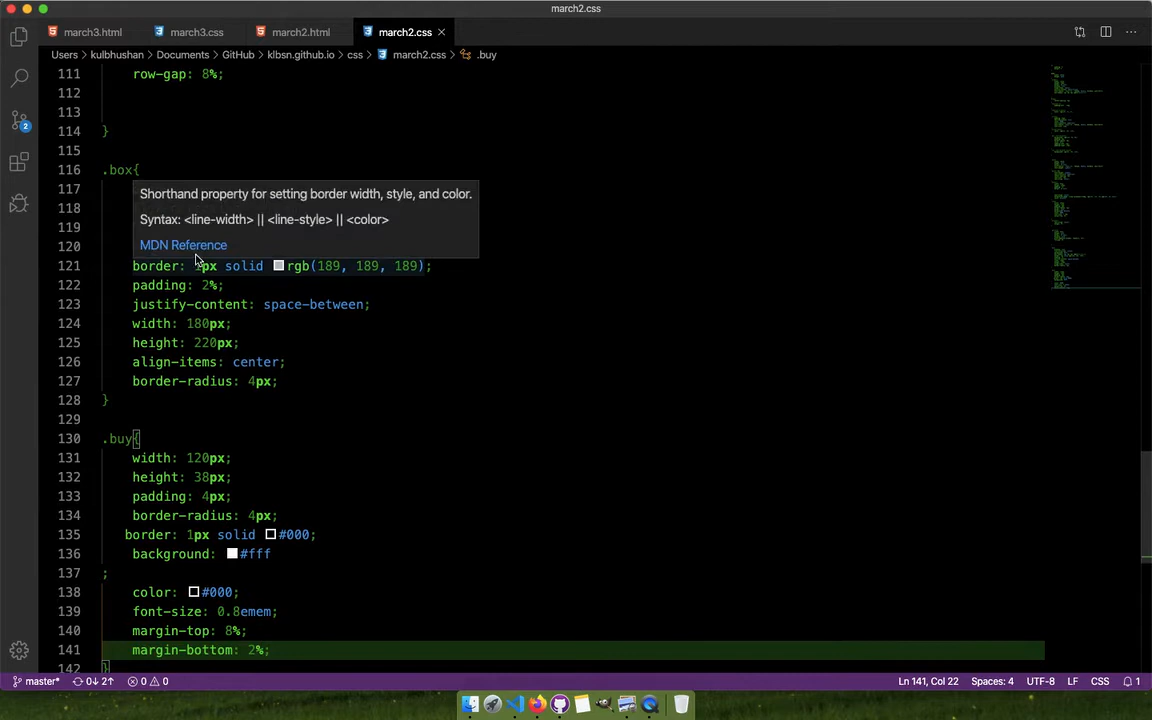 march2.css
march3.html march3.css march2.html march2.css
Users > kulbhushan > Documents > GitHub > klbsn.github.io > css > march2.css > .buy
111 row-gap: 8%;
112
113
114 }
115
116 .box{
117
Shorthand property for setting border width, style, and color.
118
Syntax: <line-width> || <line-style> || <color>
119
120
MDN Reference
121 border: 1px solid rgb(189, 189, 189);
122 padding: 2%;
123 justify-content: space-between;
124 width: 180px;
125 height: 220px;
126 align-items: center;
127 border-radius: 4px;
128 }
129
130 .buy{
131 width: 120px;
132 height: 38px;
133 padding: 4px;
134 border-radius: 4px;
135 border: 1px solid #000;
136 background: #fff
137 ;
138 color: #000;
139 font-size: 0.8emem;
140 margin-top: 8%;
141 margin-bottom: 2%;
142 }
2
master* 0↓ 2↑ 0 0 Ln 141, Col 22 Spaces: 4 UTF-8 LF CSS 1